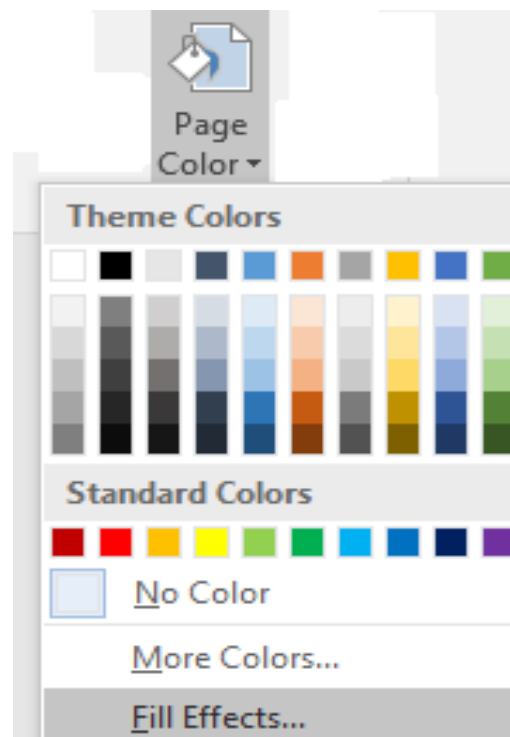 Page
Color
Theme Colors
Standard Colors
No Color
More Colors...
Fill Effects...